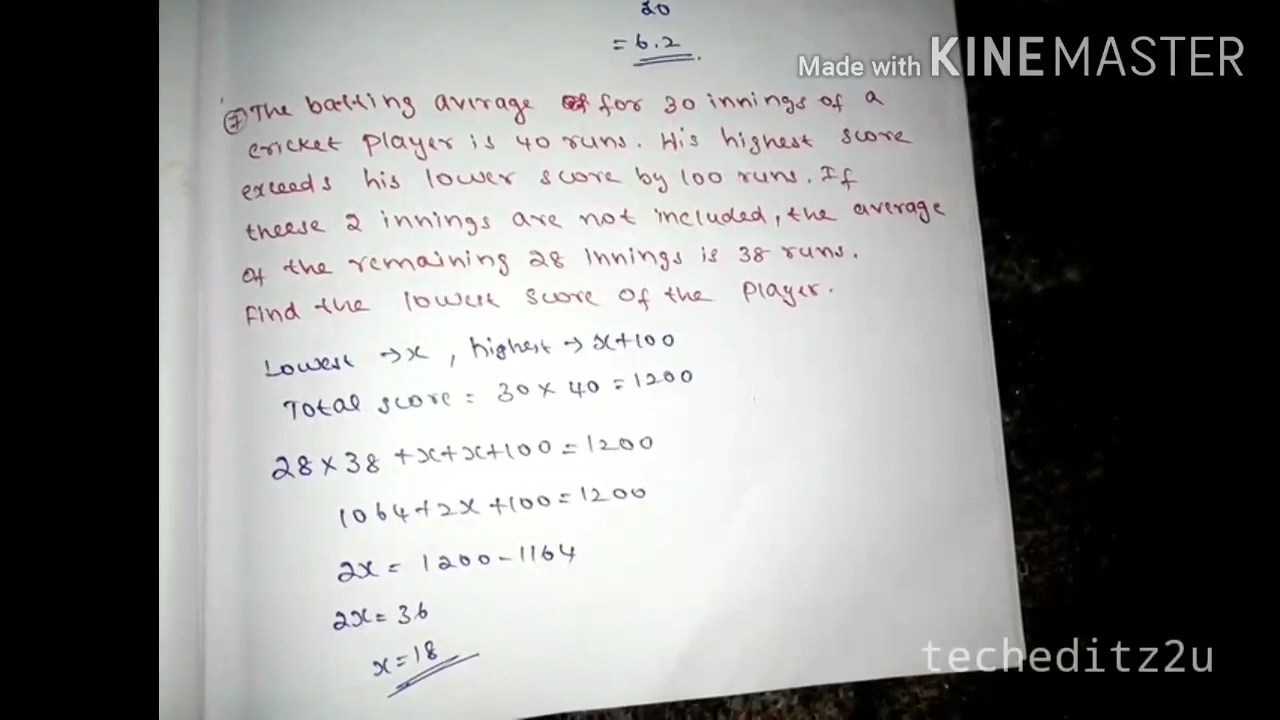 20
= 6.2
Made with KINEMASTER
⑦ The batting average of for 30 innings of a
cricket player is 40 runs. His highest score
exceeds his lower score by 100 runs. If
theese 2 innings are not included, the average
of the remaining 28 innings is 38 runs.
Find the lowest score of the player.
Lowest → x , highest → x+100
Total score = 30 × 40 = 1200
28 × 38 + x + x + 100 = 1200
1064 + 2x + 100 = 1200
2x = 1200 - 1164
2x = 36
x = 18
techeditz2u